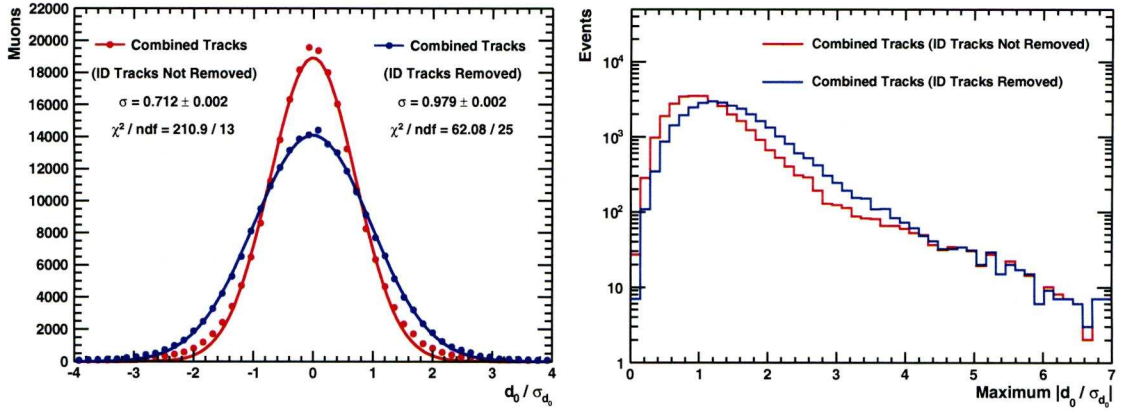 Muons
22000
20000
18000
16000
14000
12000
10000
8000
6000
4000
2000
0
Combined Tracks
(ID Tracks Not Removed)
σ = 0.712 ± 0.002
χ² / ndf = 210.9 / 13
Combined Tracks
(ID Tracks Removed)
σ = 0.979 ± 0.002
χ² / ndf = 62.08 / 25
-4 -3 -2 -1 0 1 2 3 4
d₀ / σ_d₀
Events
10⁴
10³
10²
10
1
Combined Tracks (ID Tracks Not Removed)
Combined Tracks (ID Tracks Removed)
0 1 2 3 4 5 6 7
Maximum |d₀ / σ_d₀|